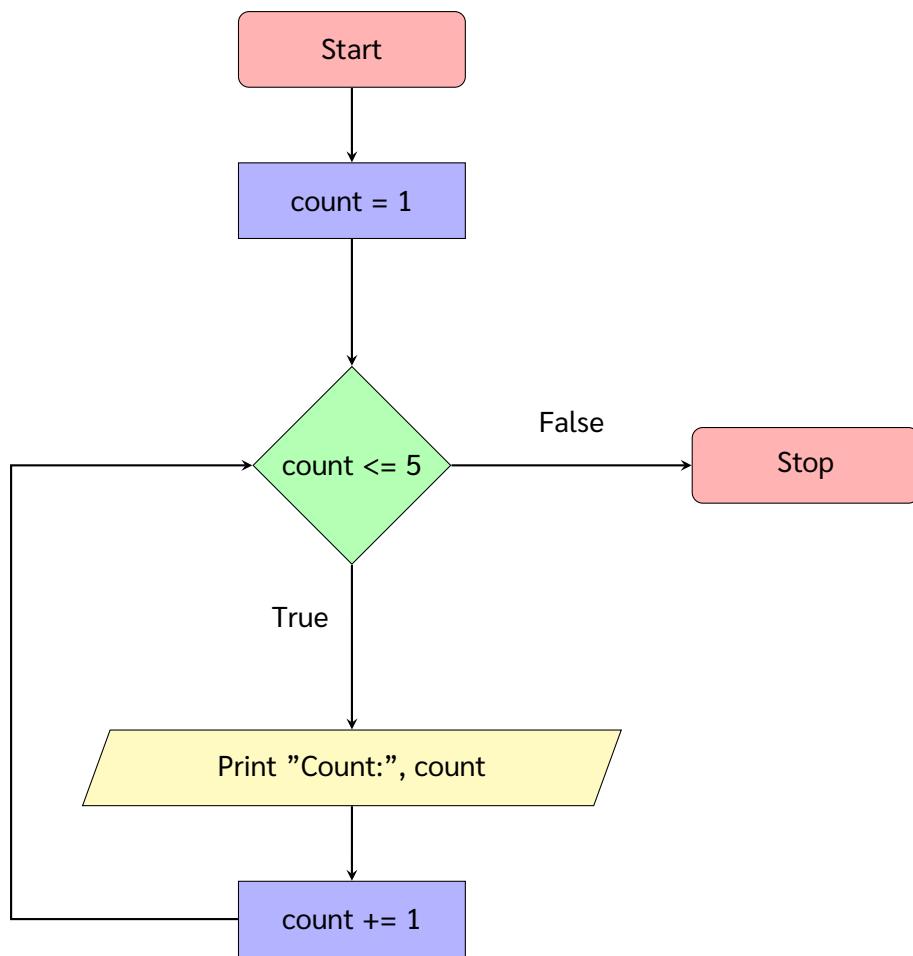 Start
count = 1
count <= 5
False
Stop
True
Print ”Count:”, count
count += 1